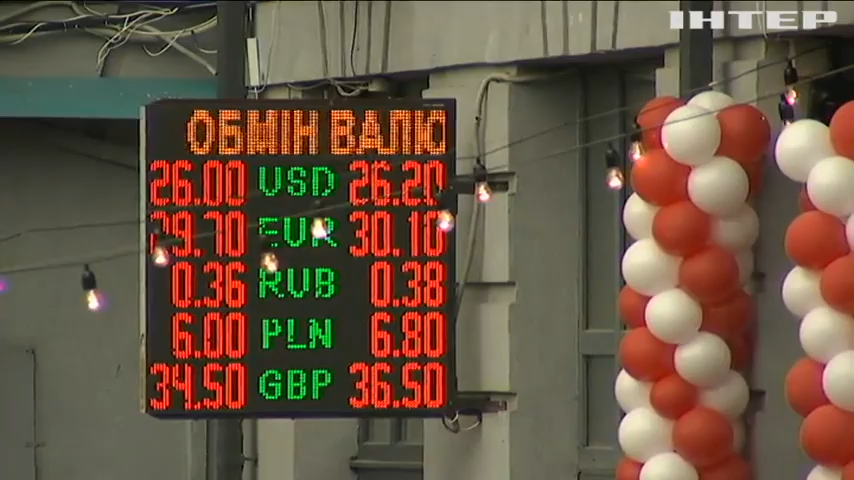 ІНТЕР
ОБМІН ВАЛЮ
26.00 USD 26.20
29.70 EUR 30.10
0.36 RUB 0.38
6.00 PLN 6.80
34.50 GBP 36.50